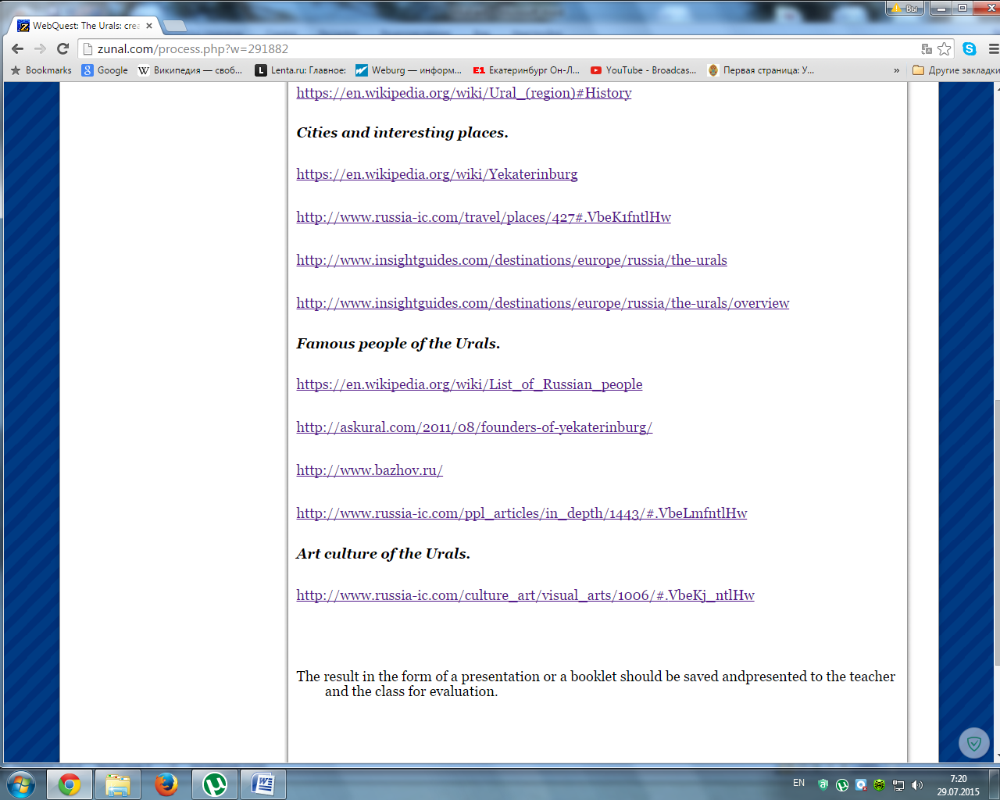 Вы
WebQuest: The Urals: crea
zunal.com/process.php?w=291882
Bookmarks
Google
Википедия — своб...
Lenta.ru: Главное:
Weburg — информ...
E1 Екатеринбург Он-Л...
YouTube - Broadcas...
Первая страница: У...
»
Другие закладки
https://en.wikipedia.org/wiki/Ural_(region)#History
Cities and interesting places.
https://en.wikipedia.org/wiki/Yekaterinburg
http://www.russia-ic.com/travel/places/427#.VbeK1fntlHw
http://www.insightguides.com/destinations/europe/russia/the-urals
http://www.insightguides.com/destinations/europe/russia/the-urals/overview
Famous people of the Urals.
https://en.wikipedia.org/wiki/List_of_Russian_people
http://askural.com/2011/08/founders-of-yekaterinburg/
http://www.bazhov.ru/
http://www.russia-ic.com/ppl_articles/in_depth/1443/#.VbeLmfntlHw
Art culture of the Urals.
http://www.russia-ic.com/culture_art/visual_arts/1006/#.VbeKj_ntlHw
The result in the form of a presentation or a booklet should be saved andpresented to the teacher
and the class for evaluation.
EN
7:20
29.07.2015